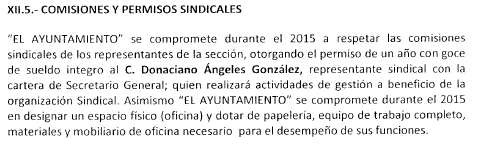 XII.5.- COMISIONES Y PERMISOS SINDICALES
"EL AYUNTAMIENTO" se compromete durante el 2015 a respetar las comisiones
sindicales de los representantes de la sección, otorgando el permiso de un año con goce
de sueldo integro al C. Donaciano Ángeles González, representante sindical con la
cartera de Secretario General; quien realizará actividades de gestión a beneficio de la
organización Sindical. Asimismo "EL AYUNTAMIENTO" se compromete durante el 2015
en designar un espacio físico (oficina) y dotar de papelería, equipo de trabajo completo,
materiales y mobiliario de oficina necesario para el desempeño de sus funciones.